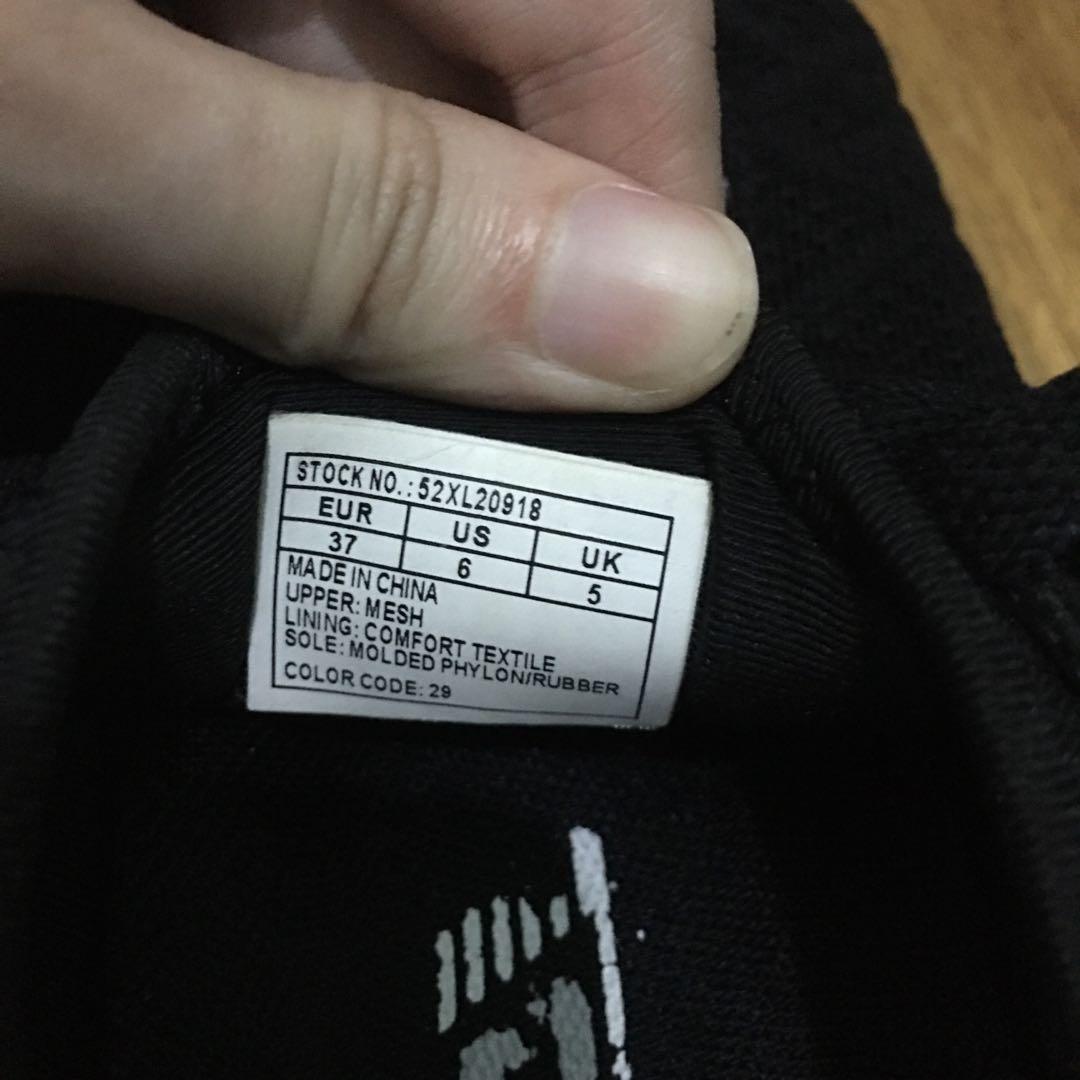 STOCK NO.: 52XL20918
EUR US UK
37 6 5
MADE IN CHINA
UPPER: MESH
LINING: COMFORT TEXTILE
SOLE: MOLDED PHYLON/RUBBER
COLOR CODE: 29